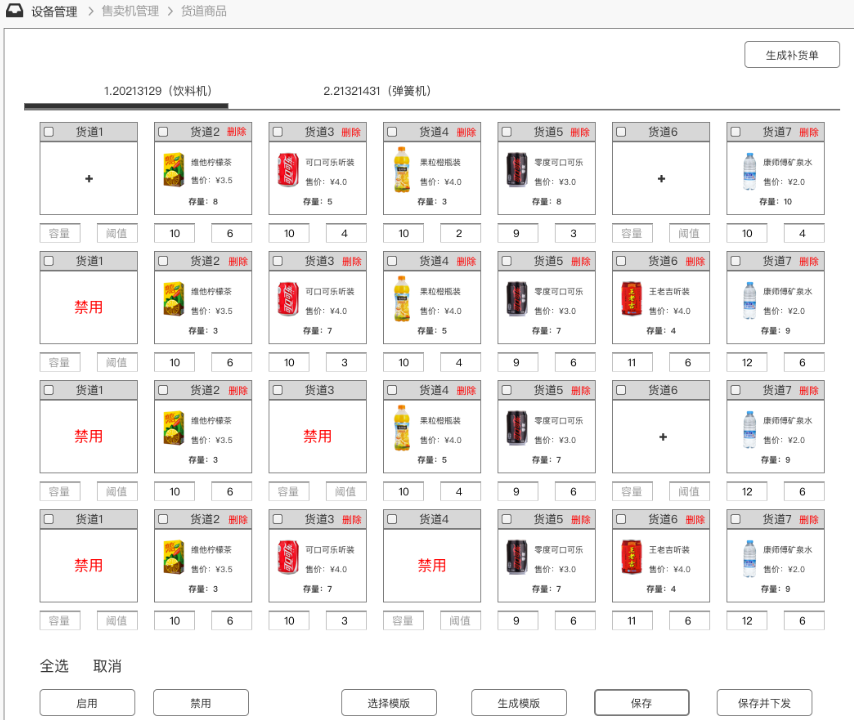 设备管理 > 售卖机管理 > 货道商品
生成补货单
1.20213129（饮料机） 2.21321431（弹簧机）
货道1 货道2 删除 货道3 删除 货道4 删除 货道5 删除 货道6 货道7 删除
+ 维他柠檬茶 可口可乐听装 果粒橙瓶装 零度可口可乐 + 康师傅矿泉水
售价：¥3.5 售价：¥4.0 售价：¥4.0 售价：¥3.0 售价：¥2.0
存量：8 存量：5 存量：3 存量：8 存量：10
容量 阈值 10 6 10 4 10 2 9 3 容量 阈值 10 4
货道1 货道2 删除 货道3 删除 货道4 删除 货道5 删除 货道6 删除 货道7 删除
禁用 维他柠檬茶 可口可乐听装 果粒橙瓶装 零度可口可乐 王老吉听装 康师傅矿泉水
售价：¥3.5 售价：¥4.0 售价：¥4.0 售价：¥3.0 售价：¥4.0 售价：¥2.0
存量：3 存量：7 存量：5 存量：7 存量：4 存量：9
容量 阈值 10 6 10 3 10 4 9 6 11 6 12 6
货道1 货道2 删除 货道3 货道4 删除 货道5 删除 货道6 货道7 删除
禁用 维他柠檬茶 禁用 果粒橙瓶装 零度可口可乐 + 康师傅矿泉水
售价：¥3.5 售价：¥4.0 售价：¥3.0 售价：¥2.0
存量：3 存量：5 存量：7 存量：9
容量 阈值 10 6 容量 阈值 10 4 9 6 容量 阈值 12 6
货道1 货道2 删除 货道3 删除 货道4 货道5 删除 货道6 删除 货道7 删除
禁用 维他柠檬茶 可口可乐听装 禁用 零度可口可乐 王老吉听装 康师傅矿泉水
售价：¥3.5 售价：¥4.0 售价：¥3.0 售价：¥4.0 售价：¥2.0
存量：3 存量：7 存量：7 存量：4 存量：9
容量 阈值 10 6 10 3 容量 阈值 9 6 11 6 12 6
全选 取消
启用 禁用 选择模版 生成模版 保存 保存并下发